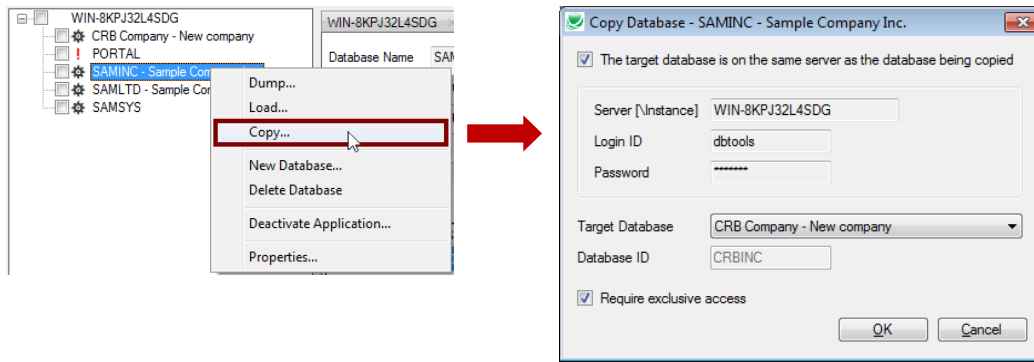 WIN-8KPJ32L4SDG
CRB Company - New company
PORTAL
SAMINC - Sample Com
SAMLTD - Sample Cor
SAMSYS
WIN-8KPJ32L4SDG
Database Name SAM
Dump...
Load...
Copy...
New Database...
Delete Database
Deactivate Application...
Properties...
Copy Database - SAMINC - Sample Company Inc.
The target database is on the same server as the database being copied
Server [\Instance] WIN-8KPJ32L4SDG
Login ID dbtools
Password *******
Target Database CRB Company - New company
Database ID CRBINC
Require exclusive access
OK Cancel